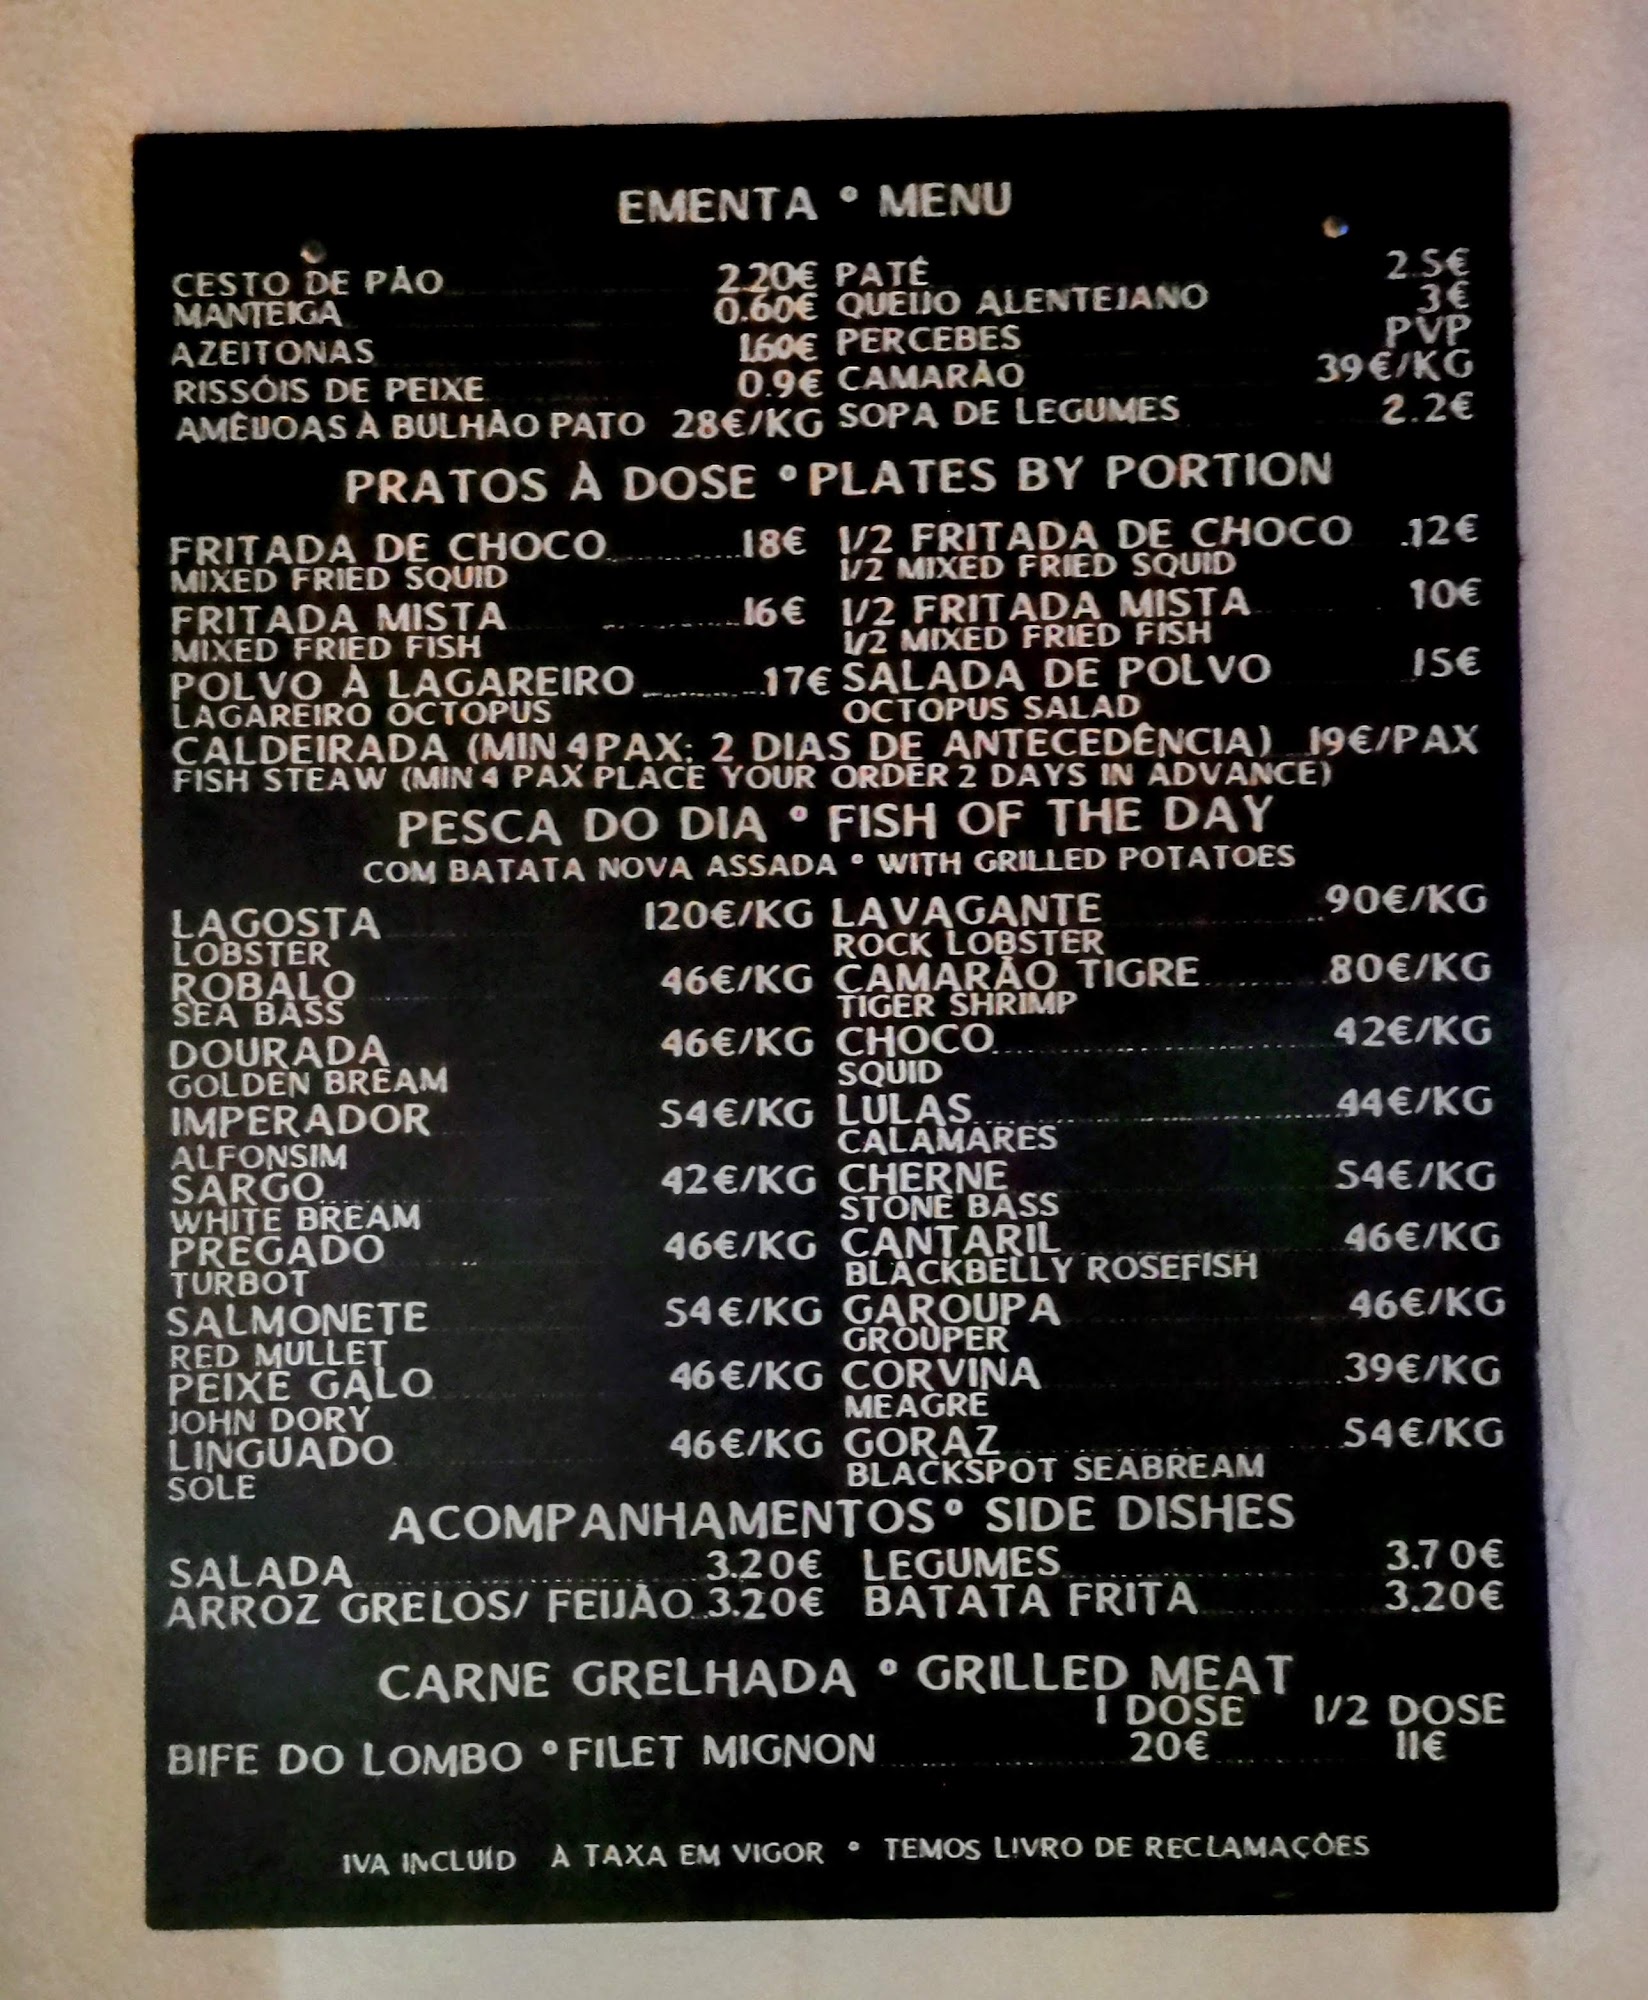 EMENTA ° MENU
CESTO DE PÃO 2.20€ PATÉ 2.5€
MANTEIGA 0.60€ QUEIJO ALENTEJANO 3€
AZEITONAS 1.60€ PERCEBES PVP
RISSÓIS DE PEIXE 0.9€ CAMARÃO 39€/KG
AMÊIJOAS À BULHÃO PATO 28€/KG SOPA DE LEGUMES 2.2€
PRATOS À DOSE ° PLATES BY PORTION
FRITADA DE CHOCO 18€ 1/2 FRITADA DE CHOCO 12€
MIXED FRIED SQUID 1/2 MIXED FRIED SQUID
FRITADA MISTA 16€ 1/2 FRITADA MISTA 10€
MIXED FRIED FISH 1/2 MIXED FRIED FISH
POLVO À LAGAREIRO 17€ SALADA DE POLVO 15€
LAGAREIRO OCTOPUS OCTOPUS SALAD
CALDEIRADA (MIN 4 PAX: 2 DIAS DE ANTECEDÊNCIA) 19€/PAX
FISH STEAW (MIN 4 PAX PLACE YOUR ORDER 2 DAYS IN ADVANCE)
PESCA DO DIA ° FISH OF THE DAY
COM BATATA NOVA ASSADA ° WITH GRILLED POTATOES
LAGOSTA 120€/KG LAVAGANTE 90€/KG
LOBSTER ROCK LOBSTER
ROBALO 46€/KG CAMARÃO TIGRE 80€/KG
SEA BASS TIGER SHRIMP
DOURADA 46€/KG CHOCO 42€/KG
GOLDEN BREAM SQUID
IMPERADOR 54€/KG LULAS 44€/KG
ALFONSIM CALAMARES
SARGO 42€/KG CHERNE 54€/KG
WHITE BREAM STONE BASS
PREGADO 46€/KG CANTARIL 46€/KG
TURBOT BLACKBELLY ROSEFISH
SALMONETE 54€/KG GAROUPA 46€/KG
RED MULLET GROUPER
PEIXE GALO 46€/KG CORVINA 39€/KG
JOHN DORY MEAGRE
LINGUADO 46€/KG GORAZ 54€/KG
SOLE BLACKSPOT SEABREAM
ACOMPANHAMENTOS ° SIDE DISHES
SALADA 3.20€ LEGUMES 3.70€
ARROZ GRELOS/ FEIJÃO 3.20€ BATATA FRITA 3.20€
CARNE GRELHADA ° GRILLED MEAT
1 DOSE 1/2 DOSE
BIFE DO LOMBO ° FILET MIGNON 20€ 11€
IVA INCLUÍD À TAXA EM VIGOR ° TEMOS LIVRO DE RECLAMAÇÕES